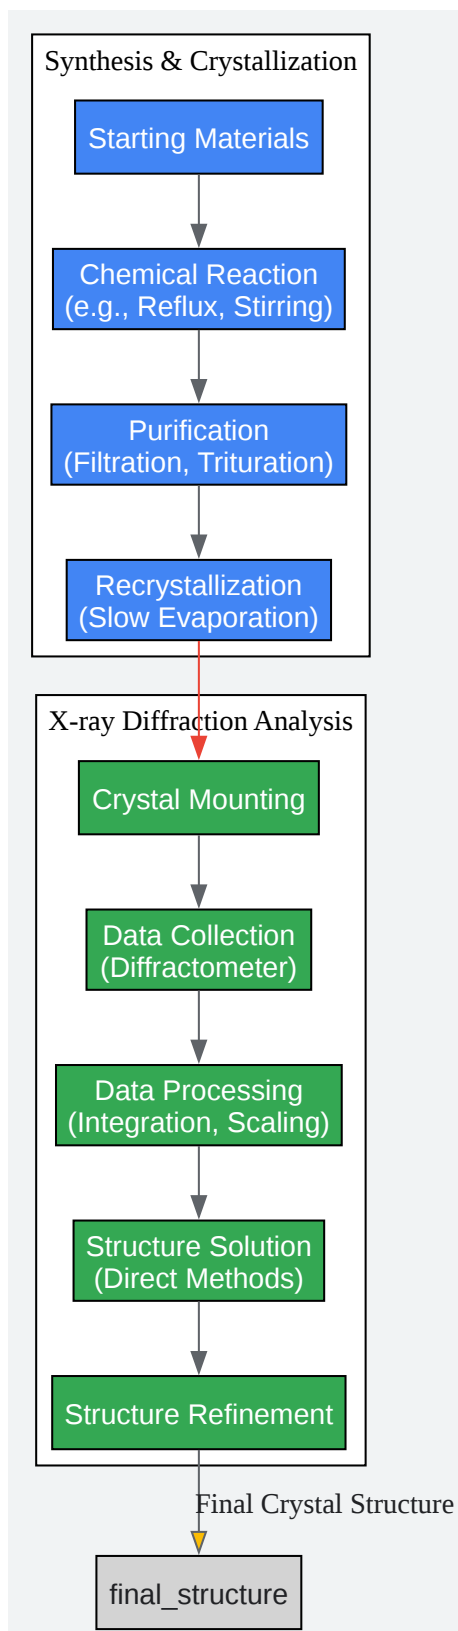 Synthesis & Crystallization
Starting Materials
Chemical Reaction
(e.g., Reflux, Stirring)
Purification
(Filtration, Trituration)
Recrystallization
(Slow Evaporation)
X-ray Diffraction Analysis
Crystal Mounting
Data Collection
(Diffractometer)
Data Processing
(Integration, Scaling)
Structure Solution
(Direct Methods)
Structure Refinement
Final Crystal Structure
final_structure